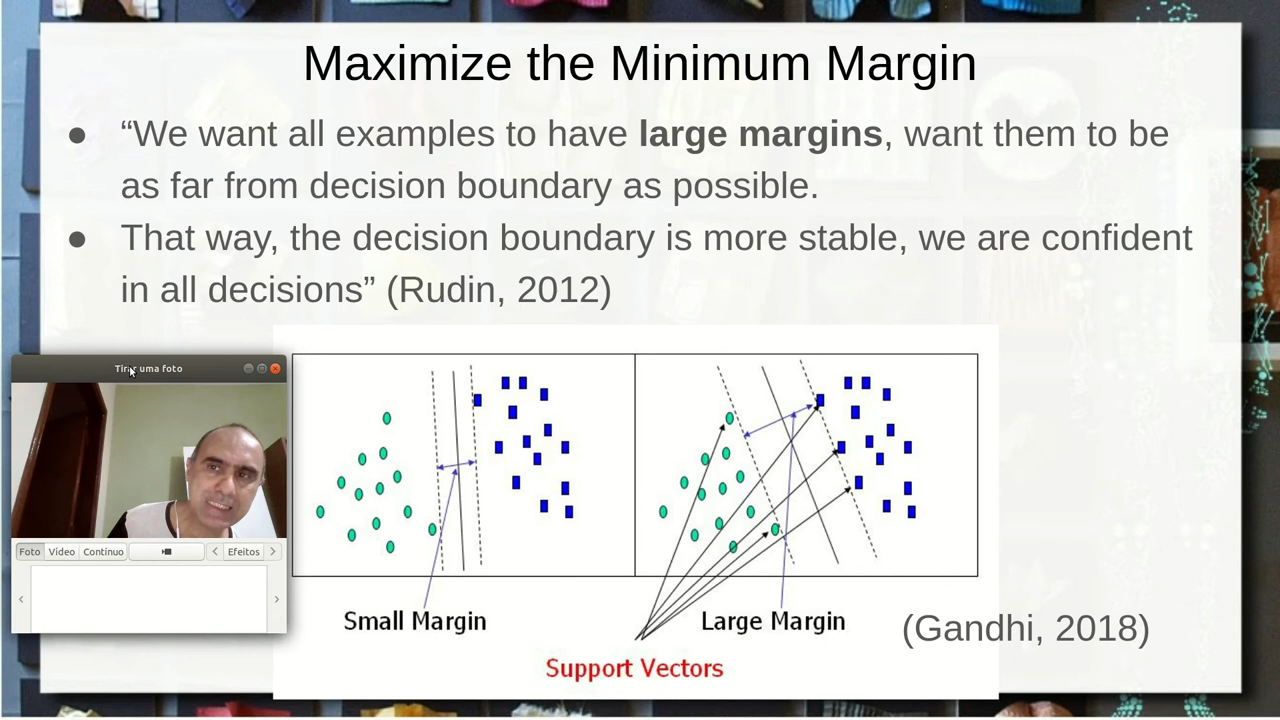 Maximize the Minimum Margin
● “We want all examples to have large margins, want them to be
as far from decision boundary as possible.
● That way, the decision boundary is more stable, we are confident
in all decisions” (Rudin, 2012)
Tirar uma foto
Foto Vídeo Contínuo Efeitos
Small Margin
Large Margin
(Gandhi, 2018)
Support Vectors